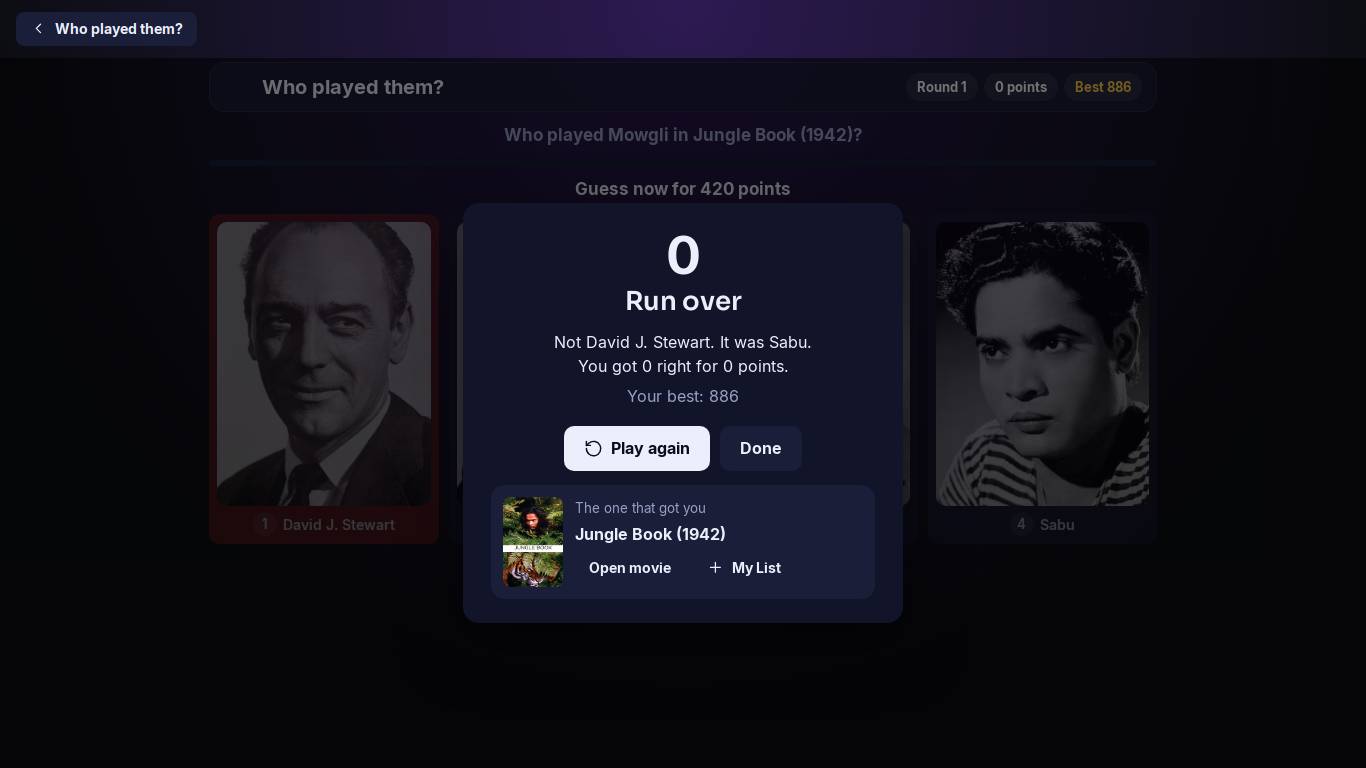 Who played them?
Who played them?
Round 1
0 points
Best 886
Who played Mowgli in Jungle Book (1942)?
Guess now for 420 points
0
Run over
Not David J. Stewart. It was Sabu.
You got 0 right for 0 points.
Your best: 886
Play again
Done
The one that got you
Jungle Book (1942)
Open movie
My List
JUNGLE BOOK
1 David J. Stewart
4 Sabu